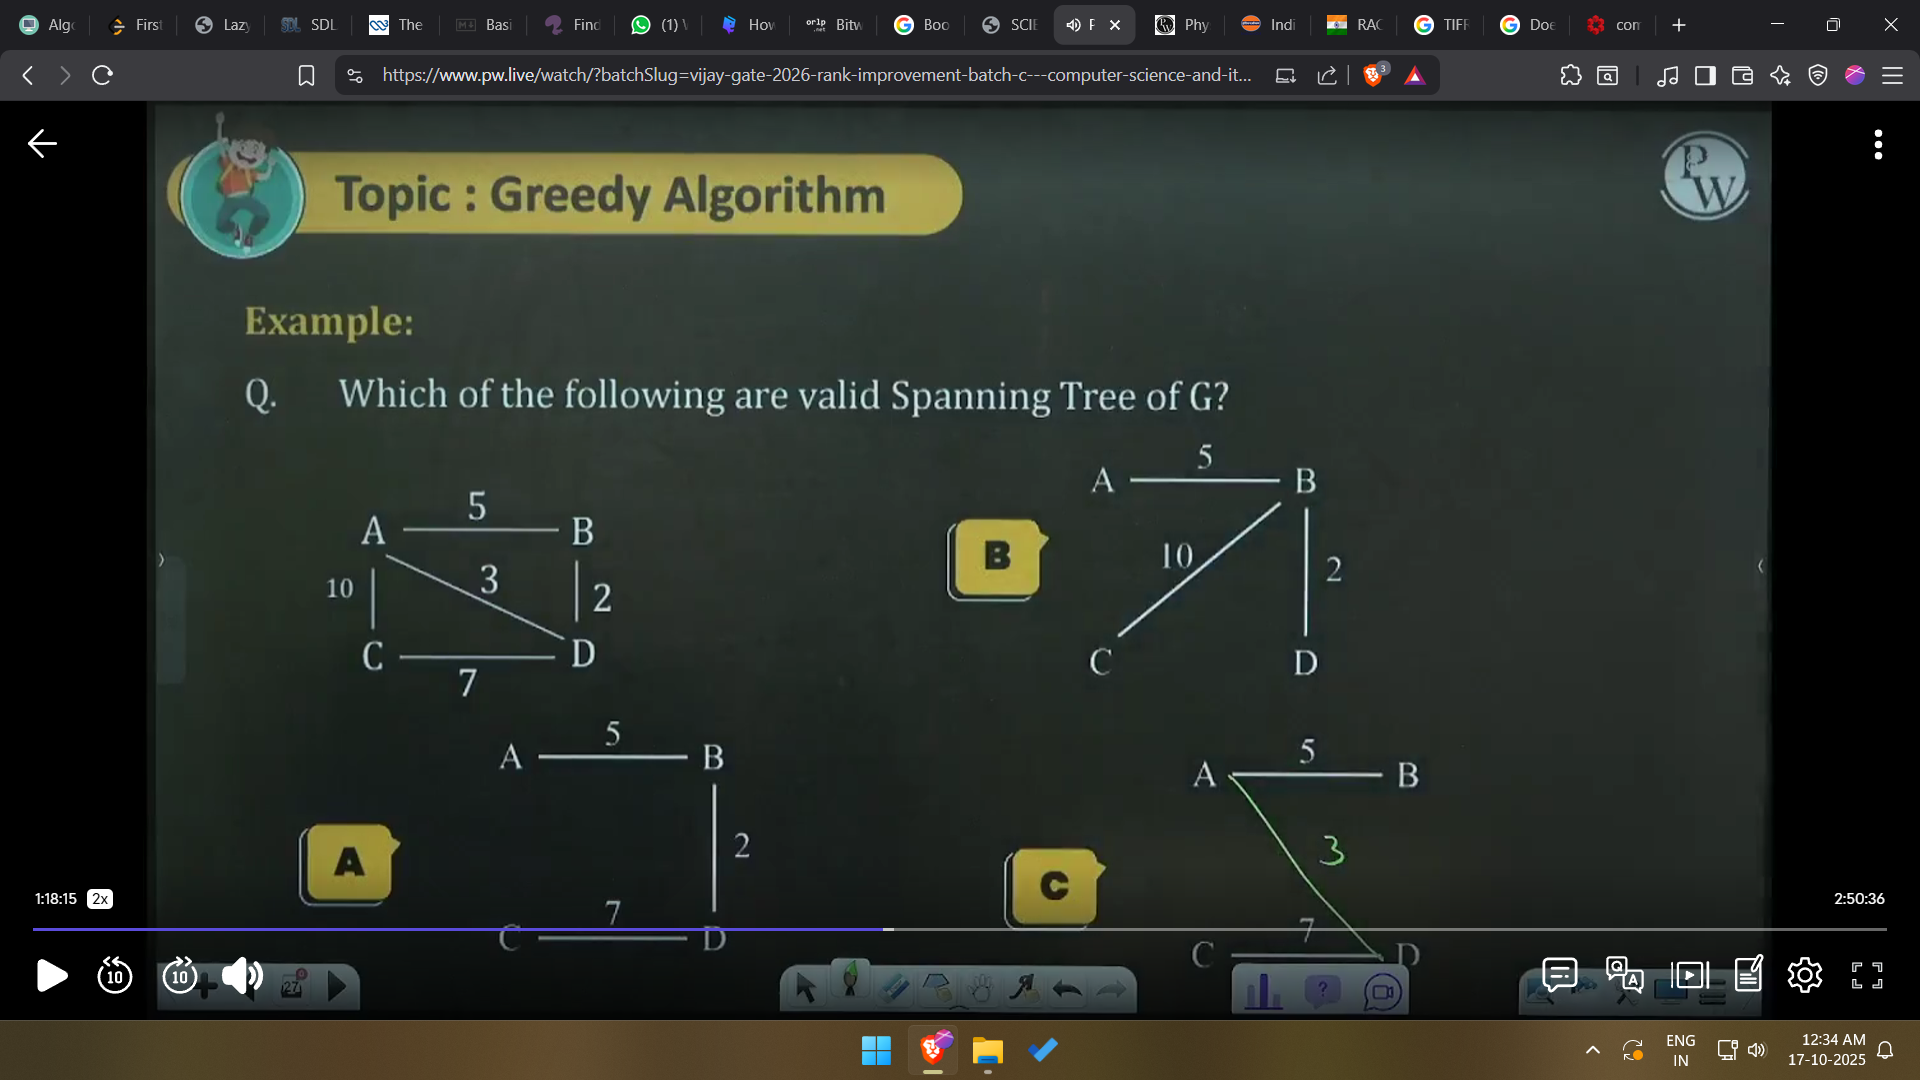 Algo
First
Lazy
SDL
The
Basi
Find
(1)
How
Bitw
Boo
SCIE
Phy
Indi
RAC
TIFR
Doe
con
https://www.pw.live/watch/?batchSlug=vijay-gate-2026-rank-improvement-batch-c---computer-science-and-it...
3
Topic : Greedy Algorithm
PW
Example:
Q. Which of the following are valid Spanning Tree of G?
A 5 B
10 3 2
C 7 D
B
A 5 B
10 2
C D
A
A 5 B
2
C 7 D
C
A 5 B
3
C 7 D
1:18:15 2x
2:50:36
10 10
27
?
Q A
ENG
IN
12:34 AM
17-10-2025